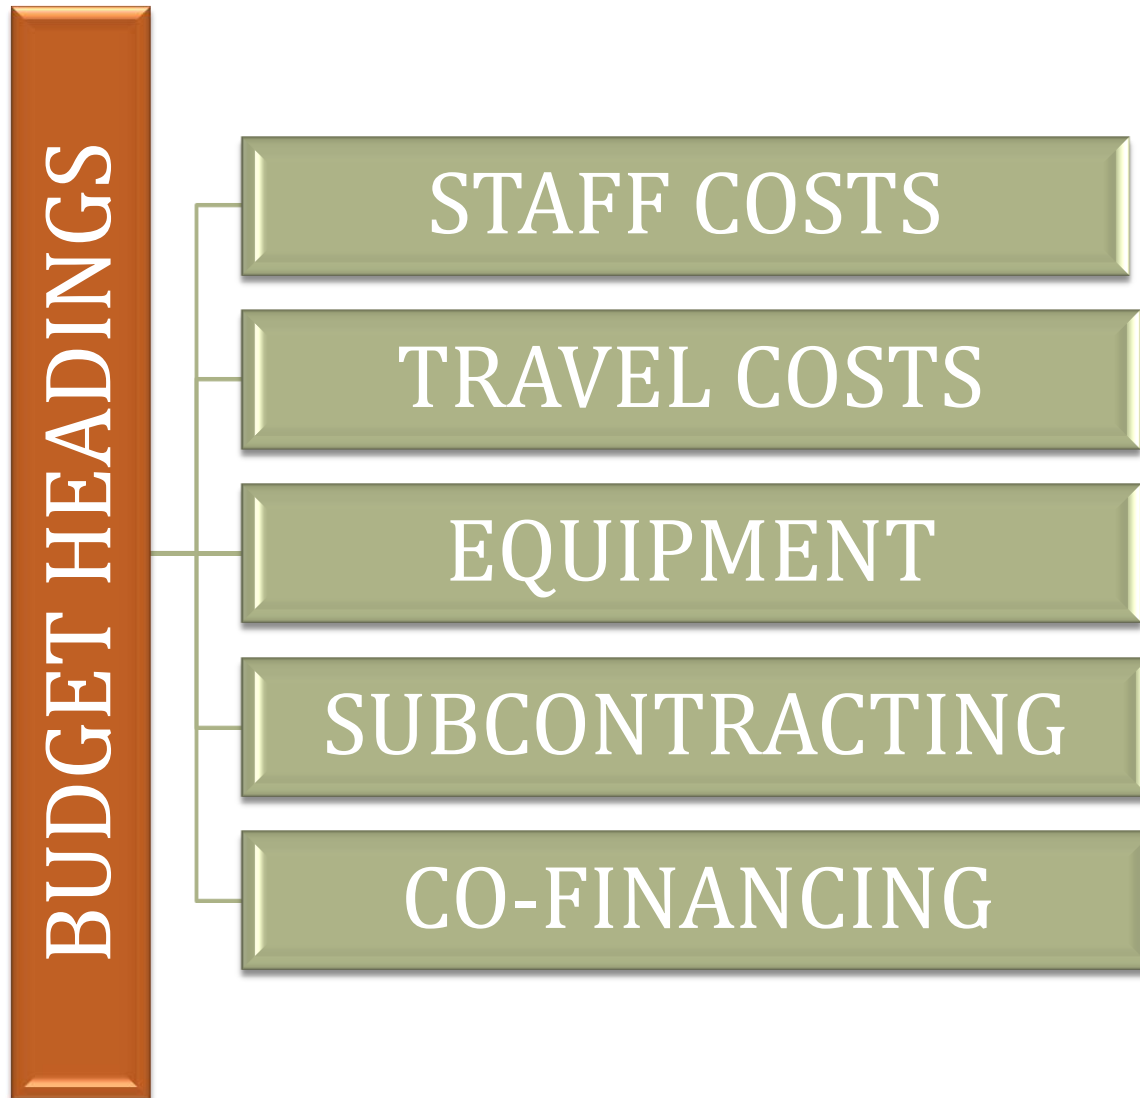 BUDGET HEADINGS
STAFF COSTS
TRAVEL COSTS
EQUIPMENT
SUBCONTRACTING
CO-FINANCING